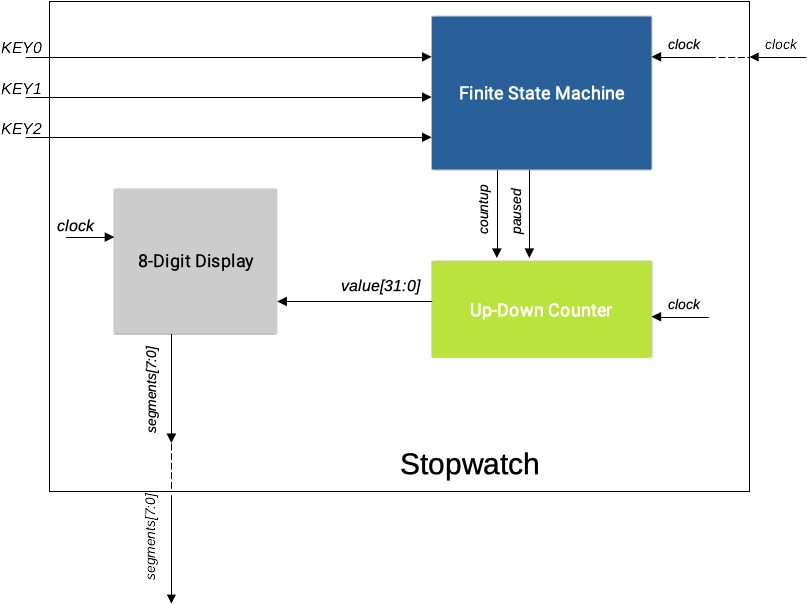 KEY0
clock
clock
KEY1
Finite State Machine
KEY2
countup
paused
clock
8-Digit Display
value[31:0]
clock
Up-Down Counter
segments[7:0]
Stopwatch
segments[7:0]